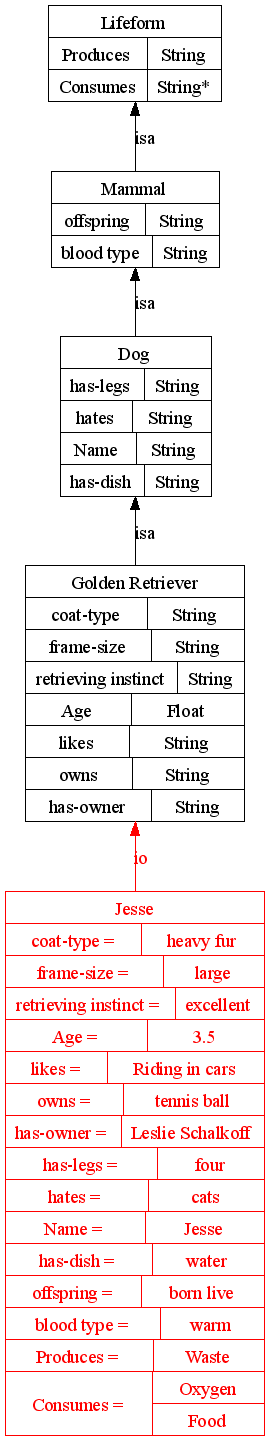 Lifeform
Produces String
Consumes String*
isa
Mammal
offspring String
blood type String
isa
Dog
has-legs String
hates String
Name String
has-dish String
isa
Golden Retriever
coat-type String
frame-size String
retrieving instinct String
Age Float
likes String
owns String
has-owner String
io
Jesse
coat-type = heavy fur
frame-size = large
retrieving instinct = excellent
Age = 3.5
likes = Riding in cars
owns = tennis ball
has-owner = Leslie Schalkoff
has-legs = four
hates = cats
Name = Jesse
has-dish = water
offspring = born live
blood type = warm
Produces = Waste
Consumes = Oxygen
Food